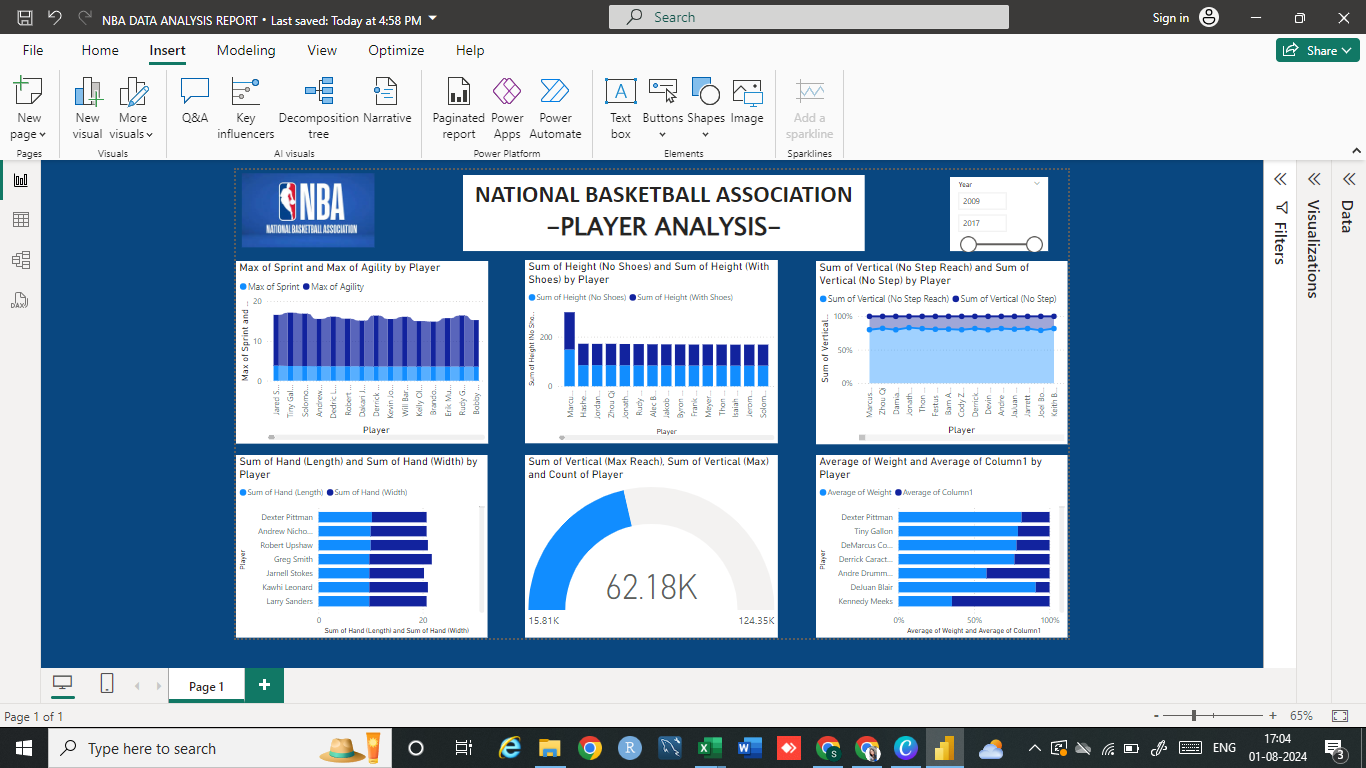 NBA DATA ANALYSIS REPORT • Last saved: Today at 4:58 PM
Search
Sign in
File
Home
Insert
Modeling
View
Optimize
Help
Share
New page
New visual
More visuals
Q&A
Key influencers
Decomposition tree
Narrative
Paginated report
Power Apps
Power Automate
Text box
Buttons
Shapes
Image
Add a sparkline
Pages
Visuals
AI visuals
Power Platform
Elements
Sparklines
DAX
NBA
NATIONAL BASKETBALL ASSOCIATION
NATIONAL BASKETBALL ASSOCIATION
–PLAYER ANALYSIS–
Year
2009
2017
Filters
Visualizations
Data
Max of Sprint and Max of Agility by Player
Max of Sprint
Max of Agility
Max of Sprint and ...
20
10
0
Jared S...
Tiny Gal...
Solomo...
Andrew...
Dedric L...
Robert ...
Dakari J...
Derrick ...
Kevin Jo...
Will Bar...
Kelly Ol...
Brando...
Erik Mu...
Rudy G...
Bobby ...
Player
Sum of Height (No Shoes) and Sum of Height (With
Shoes) by Player
Sum of Height (No Shoes)
Sum of Height (With Shoes)
Sum of Height (No Sho...
200
0
Marcu...
Hashe...
Jordan...
Zhou Qi
Jonath...
Rudy ...
Alec B...
Jakob ...
Byron ...
Frank ...
Meyer...
Thon ...
Isaiah ...
Jerom...
Solom...
Player
Sum of Vertical (No Step Reach) and Sum of
Vertical (No Step) by Player
Sum of Vertical (No Step Reach)
Sum of Vertical (No Step)
Sum of Vertical...
100%
50%
0%
Marcus...
Zhou Qi
Damia...
Jonath...
Thon ...
Festus ...
Bam A...
Cody Z...
Derrick...
Devin ...
Andre ...
JaJuan ...
Jarrett ...
Joel Bo...
Keith B...
Player
Sum of Hand (Length) and Sum of Hand (Width) by
Player
Sum of Hand (Length)
Sum of Hand (Width)
Player
Dexter Pittman
Andrew Nicho...
Robert Upshaw
Greg Smith
Jarnell Stokes
Kawhi Leonard
Larry Sanders
0
20
Sum of Hand (Length) and Sum of Hand (Width)
Sum of Vertical (Max Reach), Sum of Vertical (Max)
and Count of Player
62.18K
15.81K
124.35K
Average of Weight and Average of Column1 by
Player
Average of Weight
Average of Column1
Player
Dexter Pittman
Tiny Gallon
DeMarcus Co...
Derrick Caract...
Andre Drumm...
DeJuan Blair
Kennedy Meeks
0%
50%
100%
Average of Weight and Average of Column1
Page 1
+
Page 1 of 1
- + 65%
Type here to search
ENG
17:04
01-08-2024
3